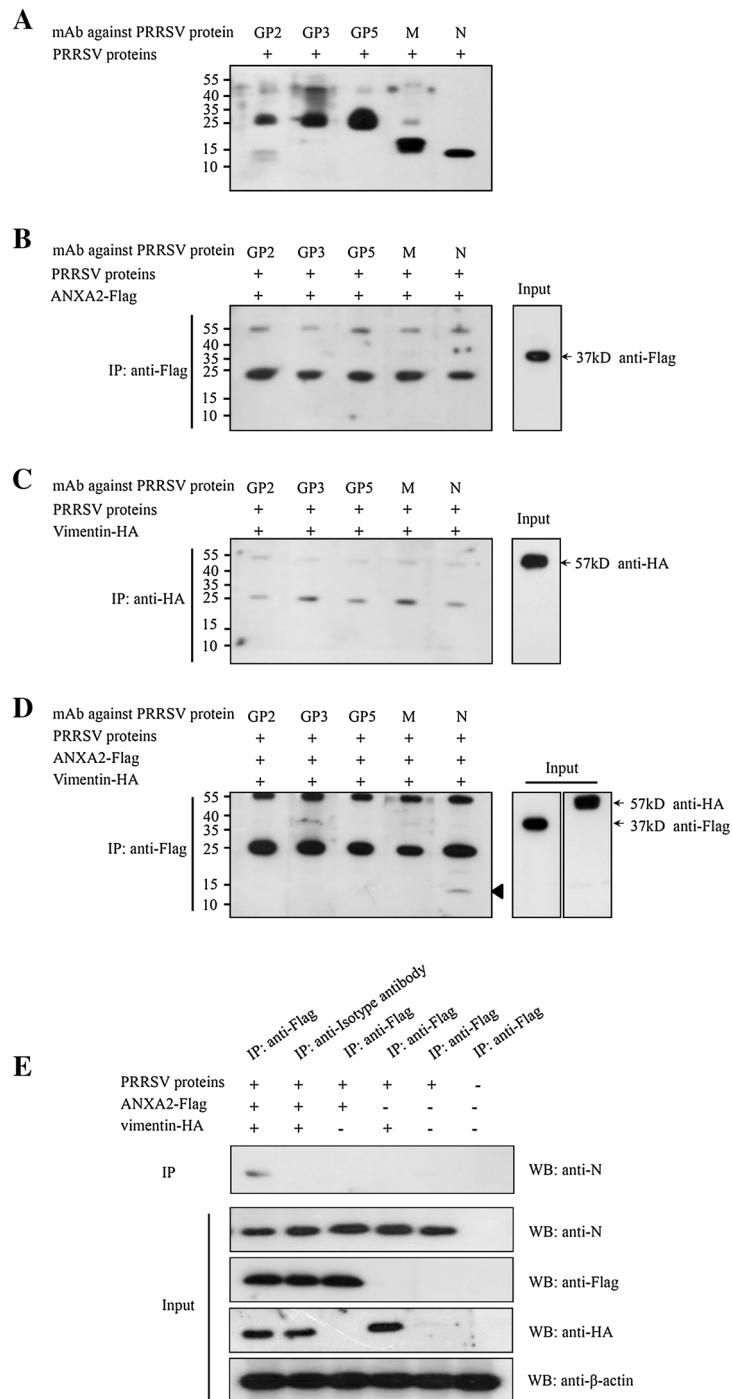 A
mAb against PRRSV protein GP2 GP3 GP5 M N
PRRSV proteins + + + + +
55
40
35
25
15
10
B
mAb against PRRSV protein GP2 GP3 GP5 M N
PRRSV proteins + + + + +
ANXA2-Flag + + + + +
Input
IP: anti-Flag
55
40
35
25
15
10
37kD anti-Flag
C
mAb against PRRSV protein GP2 GP3 GP5 M N
PRRSV proteins + + + + +
Vimentin-HA + + + + +
Input
IP: anti-HA
55
40
35
25
15
10
57kD anti-HA
D
mAb against PRRSV protein GP2 GP3 GP5 M N
PRRSV proteins + + + + +
ANXA2-Flag + + + + +
Vimentin-HA + + + + +
Input
IP: anti-Flag
55
40
35
25
15
10
57kD anti-HA
37kD anti-Flag
E
IP: anti-Flag
IP: anti-Isotype antibody
IP: anti-Flag
IP: anti-Flag
IP: anti-Flag
IP: anti-Flag
PRRSV proteins + + + + + -
ANXA2-Flag + + + - - -
vimentin-HA + + - + - -
IP WB: anti-N
Input
WB: anti-N
WB: anti-Flag
WB: anti-HA
WB: anti-β-actin